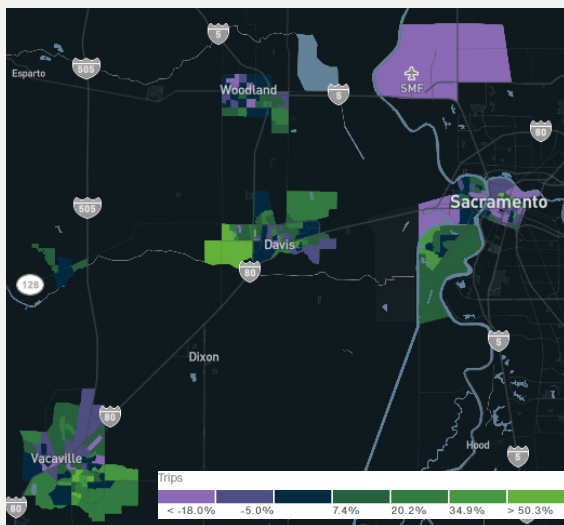 5
505
Esparto
Woodland
SMF
5
80
505
Sacramento
Davis
80
128
5
Dixon
80
Vacaville
Hood
5
80
Trips
< -18.0% -5.0% 7.4% 20.2% 34.9% > 50.3%